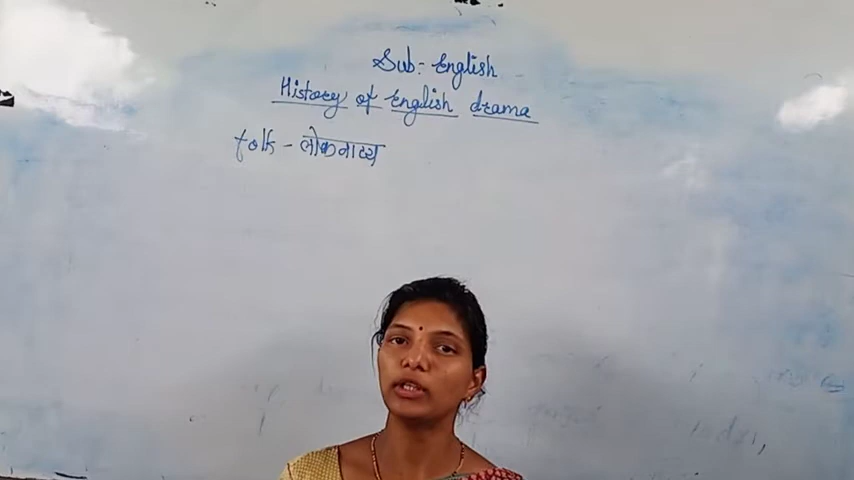 Sub:- English
History of English drama
folk - लोकनाट्य